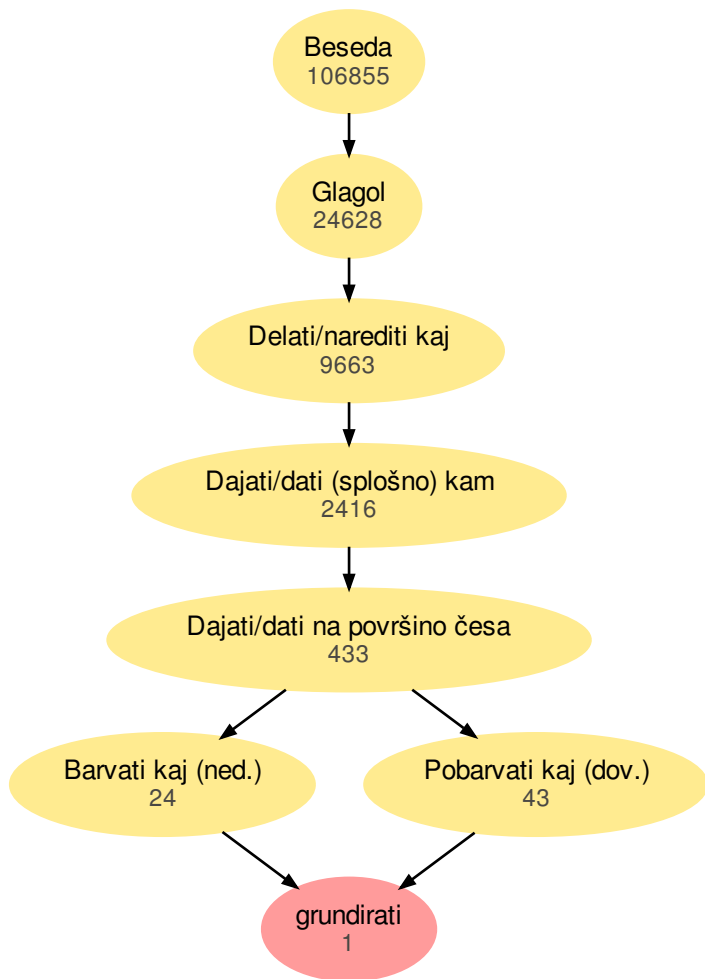 Beseda
106855
Glagol
24628
Delati/narediti kaj
9663
Dajati/dati (splošno) kam
2416
Dajati/dati na površino česa
433
Barvati kaj (ned.)
24
Pobarvati kaj (dov.)
43
grundirati
1